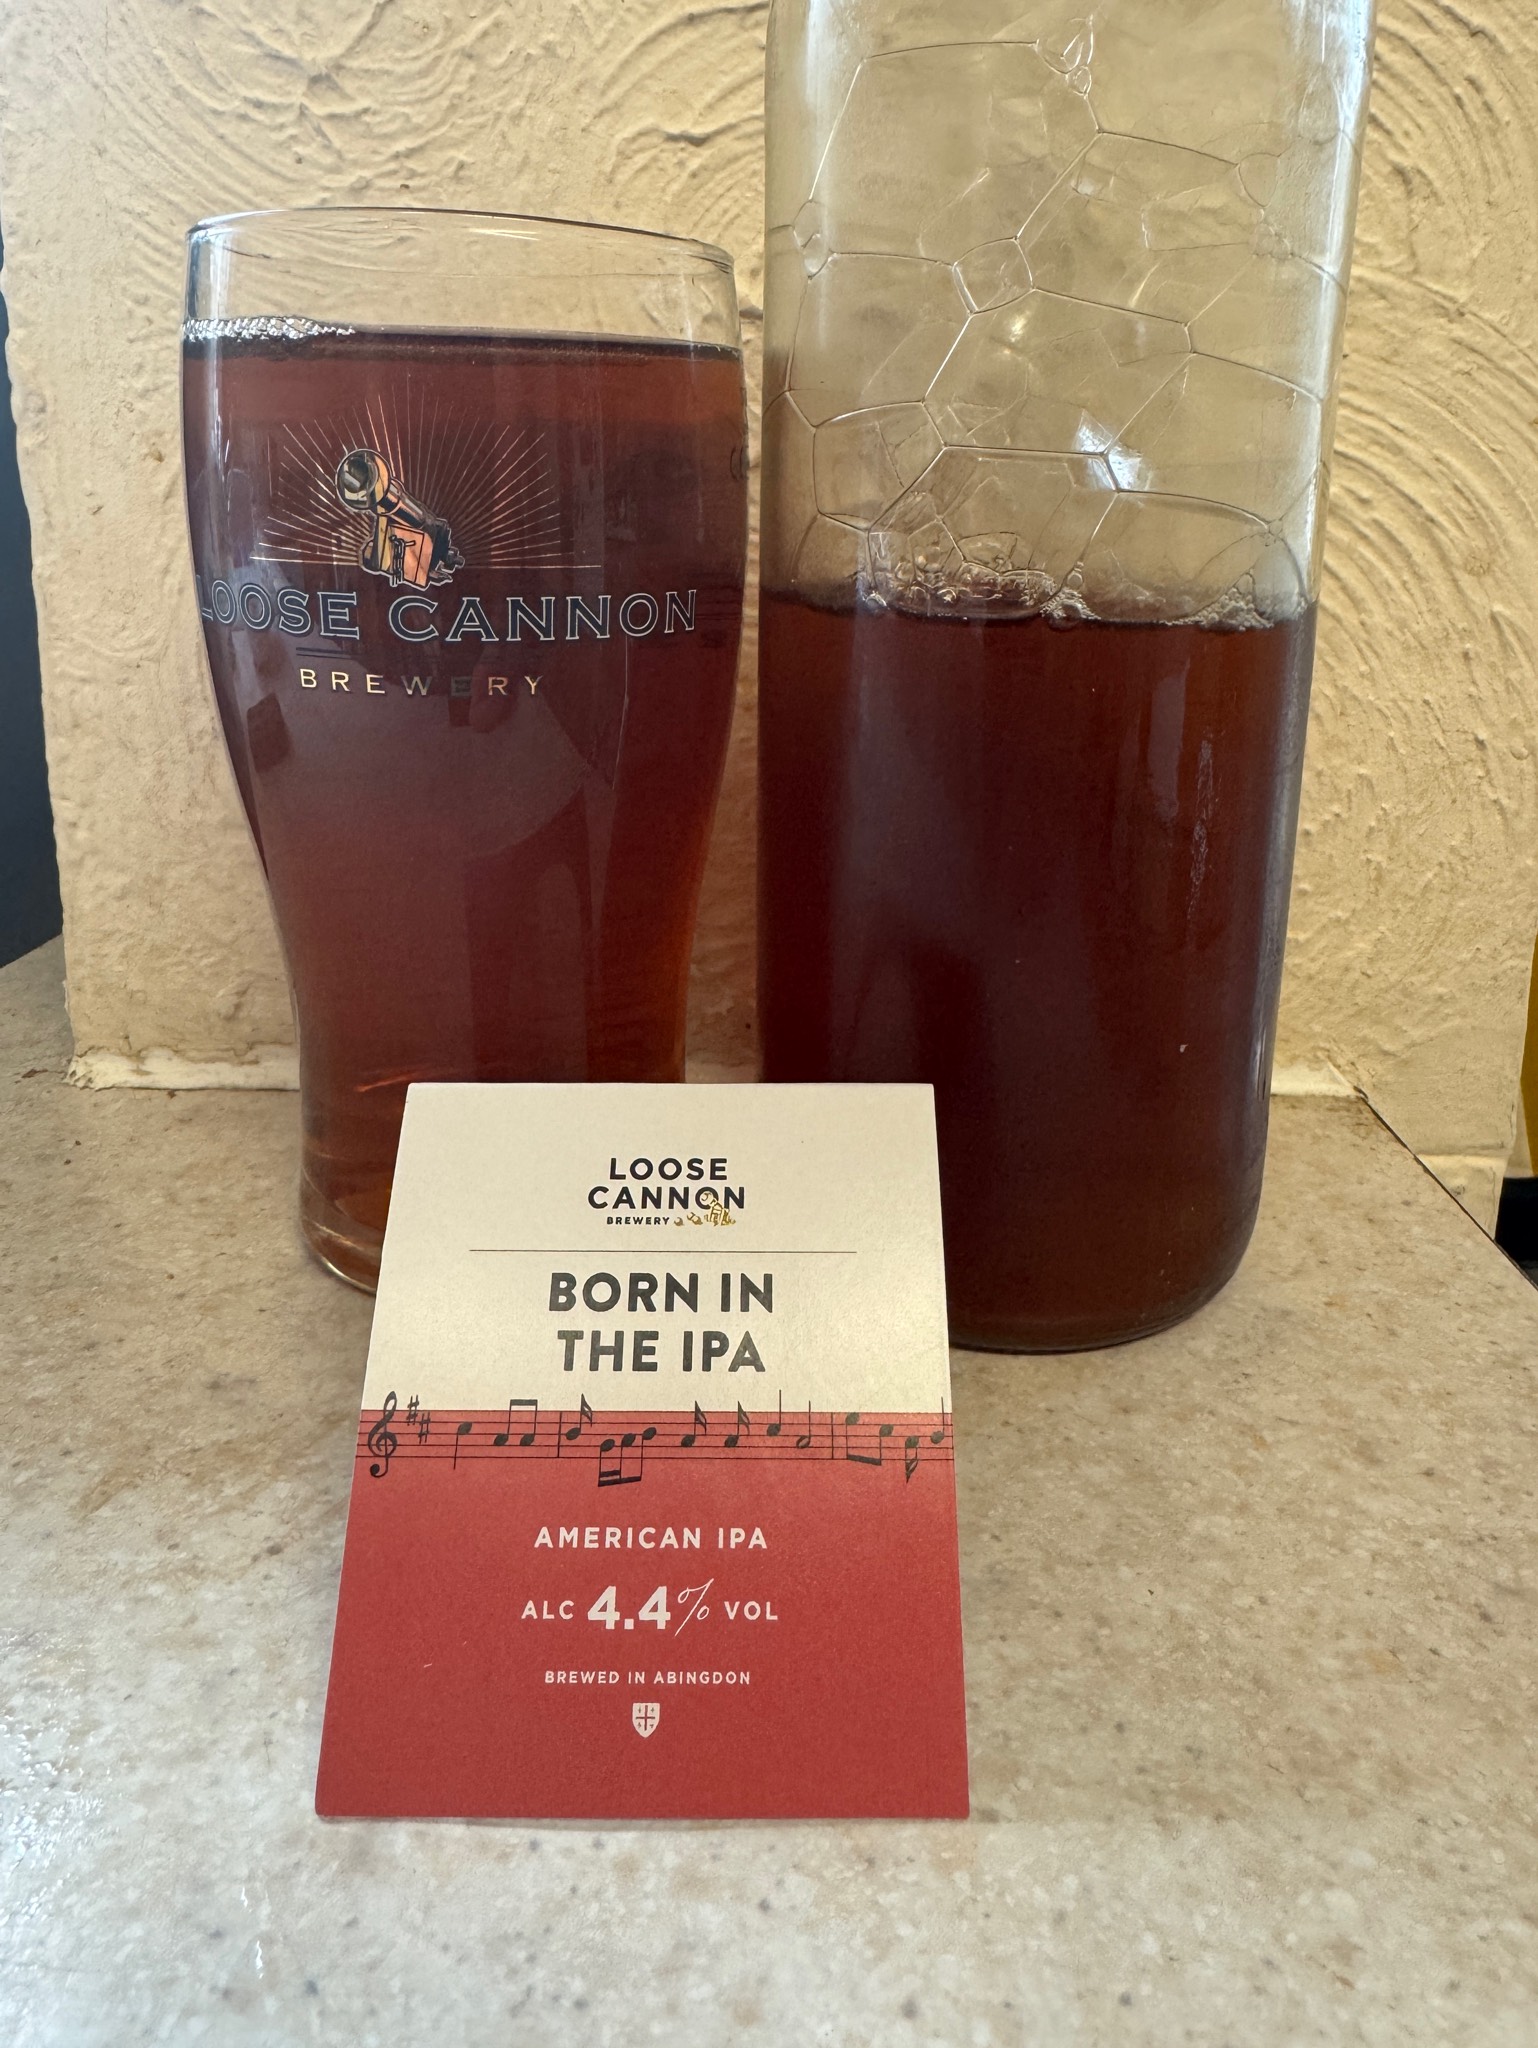 LOOSE CANNON
BREWERY
LOOSE
CANNON
BREWERY
BORN IN
THE IPA
AMERICAN IPA
ALC 4.4% VOL
BREWED IN ABINGDON